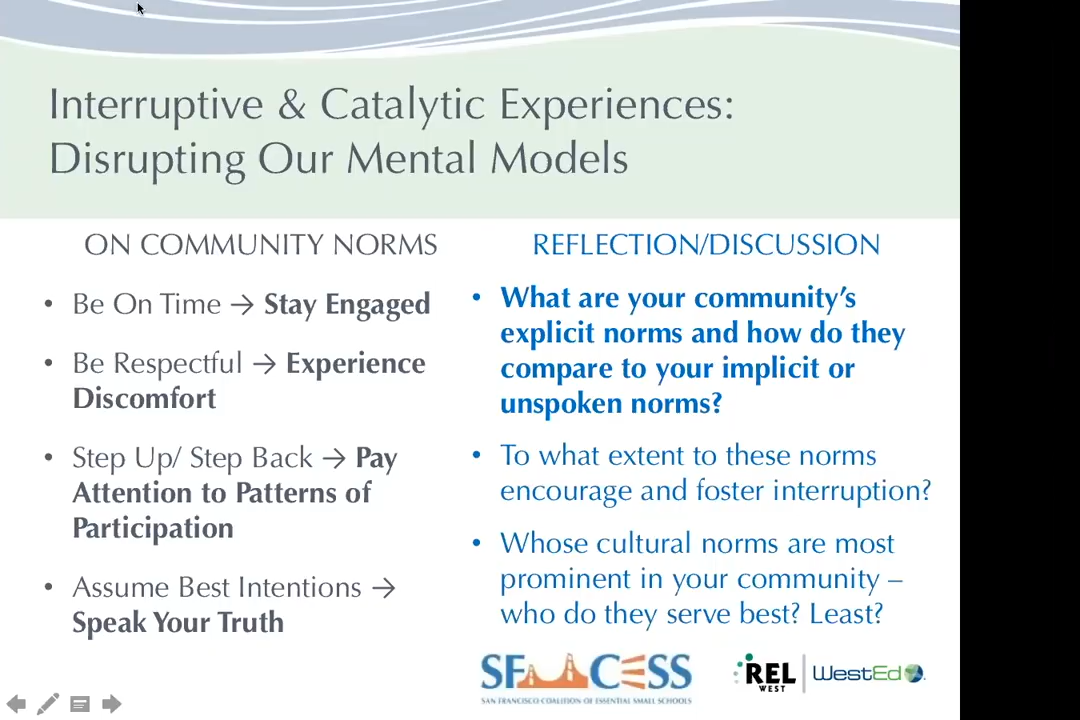 Interruptive & Catalytic Experiences:
Disrupting Our Mental Models
ON COMMUNITY NORMS
• Be On Time → Stay Engaged
• Be Respectful → Experience
Discomfort
• Step Up/ Step Back → Pay
Attention to Patterns of
Participation
• Assume Best Intentions →
Speak Your Truth
REFLECTION/DISCUSSION
• What are your community's
explicit norms and how do they
compare to your implicit or
unspoken norms?
• To what extent to these norms
encourage and foster interruption?
• Whose cultural norms are most
prominent in your community –
who do they serve best? Least?
SF CESS
SAN FRANCISCO COALITION OF ESSENTIAL SMALL SCHOOLS
REL
WEST
WestEd